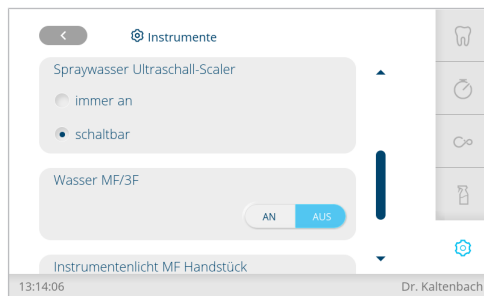 Instrumente
Spraywasser Ultraschall-Scaler
immer an
schaltbar
Wasser MF/3F
AN AUS
Instrumentenlicht MF Handstück
13:14:06 Dr. Kaltenbach